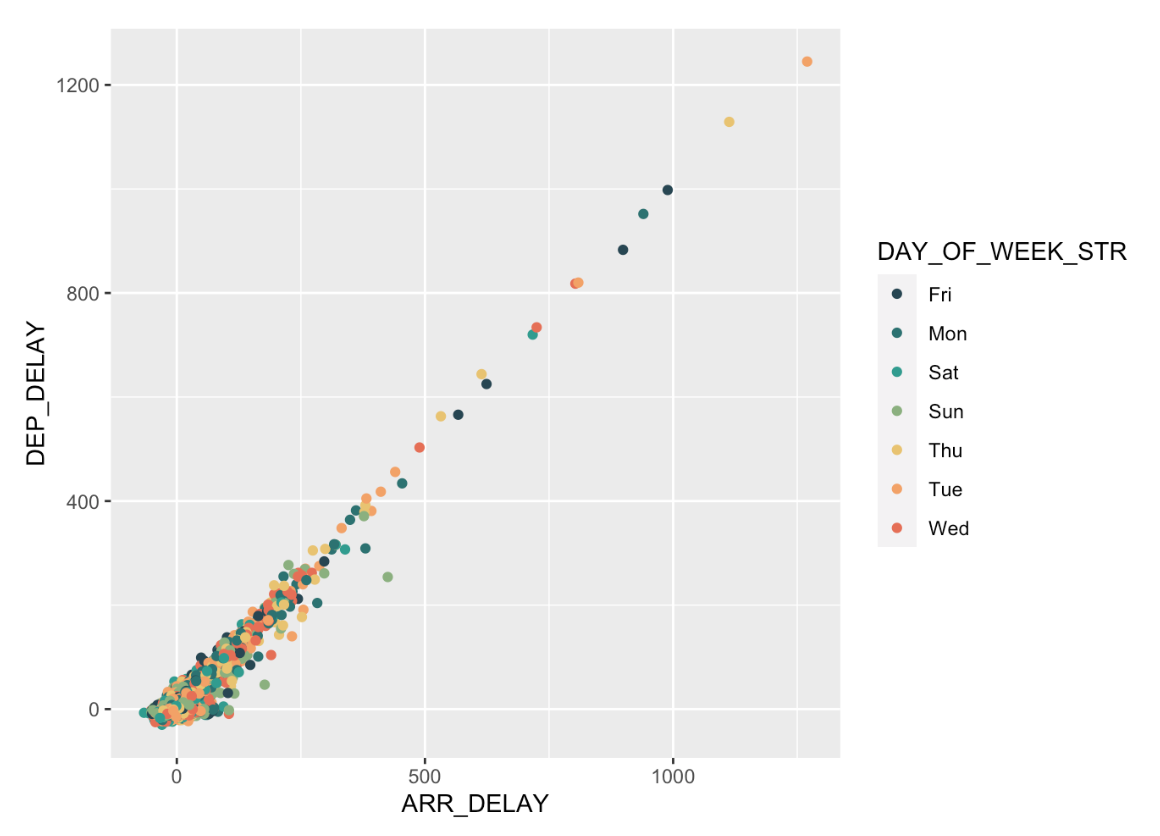 1200
800
400
0
DEP_DELAY
0
500
1000
ARR_DELAY
DAY_OF_WEEK_STR
Fri
Mon
Sat
Sun
Thu
Tue
Wed